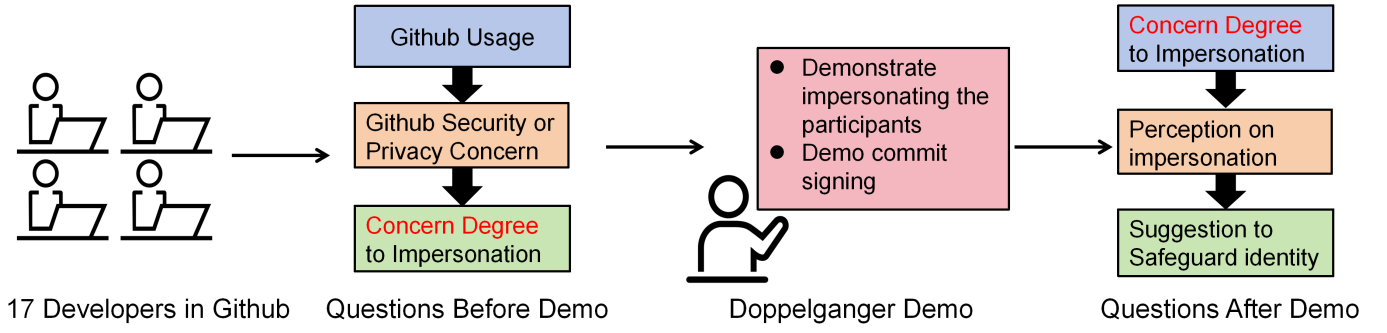 Github Usage
Github Security or
Privacy Concern
Concern Degree
to Impersonation
● Demonstrate
impersonating the
participants
● Demo commit
signing
Concern Degree
to Impersonation
Perception on
impersonation
Suggestion to
Safeguard identity
17 Developers in Github
Questions Before Demo
Doppelganger Demo
Questions After Demo